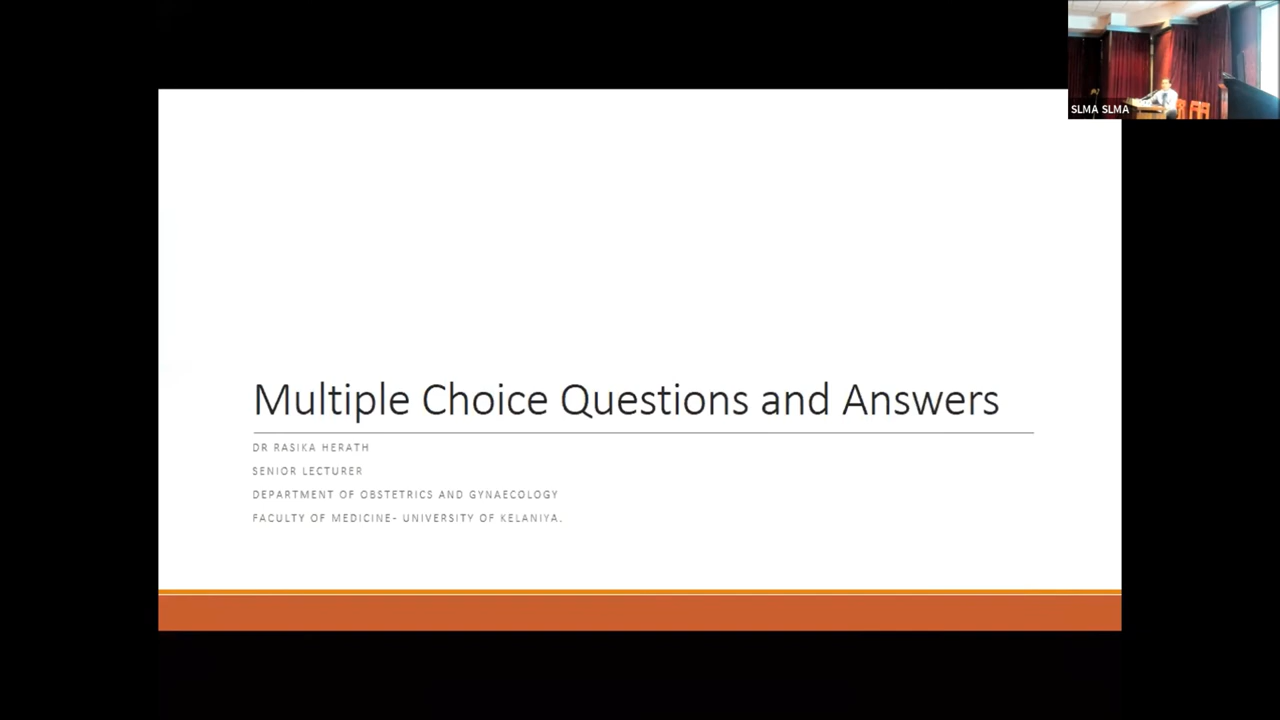 SLMA SLMA
Multiple Choice Questions and Answers
DR RASIKA HERATH
SENIOR LECTURER
DEPARTMENT OF OBSTETRICS AND GYNAECOLOGY
FACULTY OF MEDICINE- UNIVERSITY OF KELANIYA.